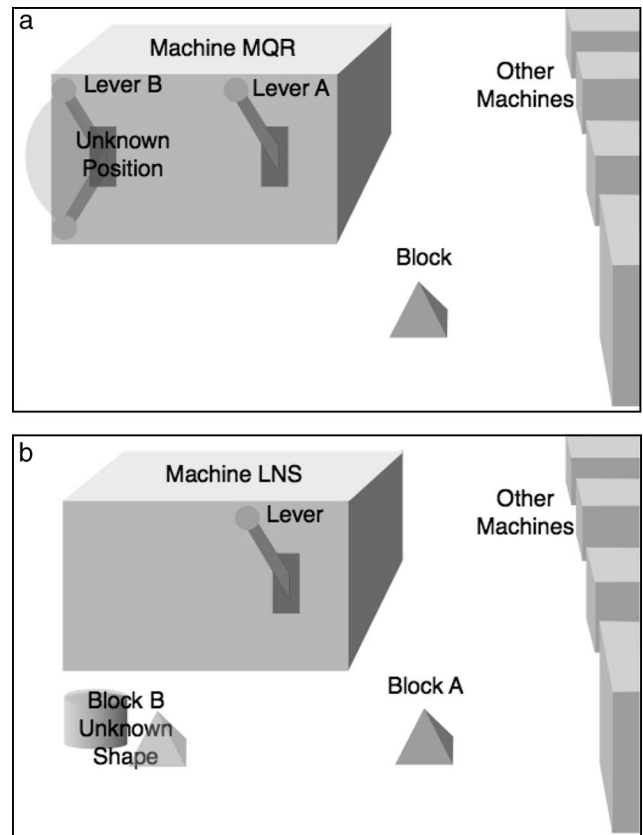 a
Machine MQR
Lever B
Lever A
Unknown
Position
Other
Machines
Block
b
Machine LNS
Lever
Other
Machines
Block B
Unknown
Shape
Block A